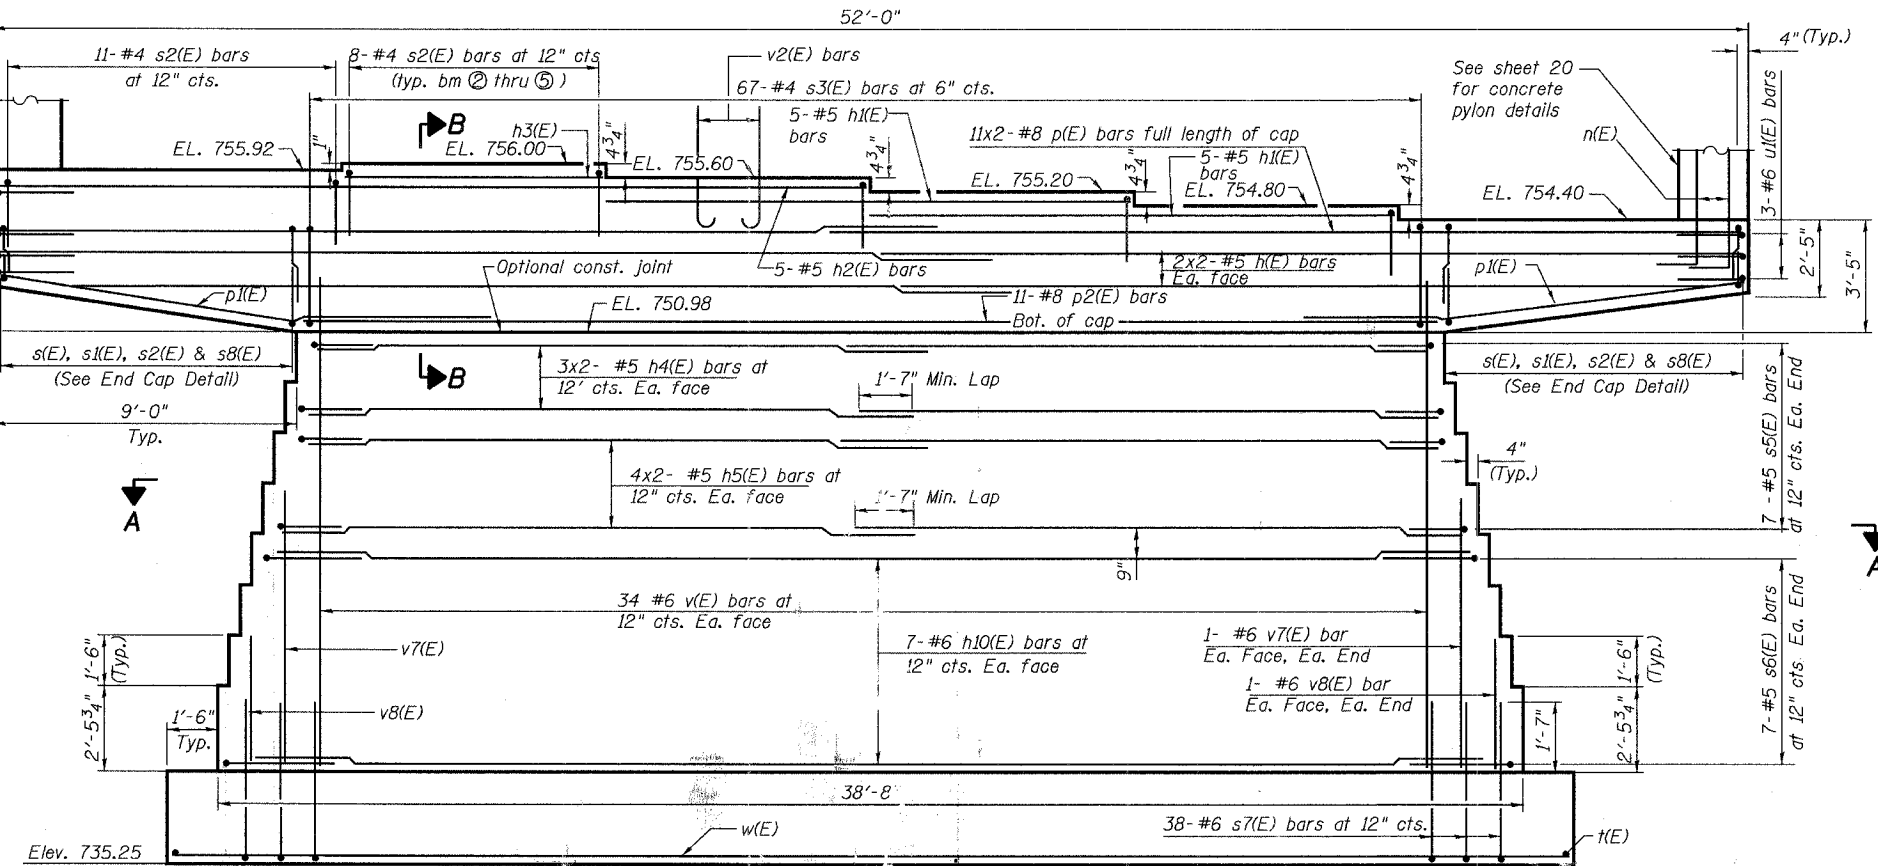 52'-0"
11- #4 s2(E) bars
at 12" cts.
8- #4 s2(E) bars at 12" cts
(typ. bm ② thru ⑤ )
v2(E) bars
67- #4 s3(E) bars at 6" cts.
4" (Typ.)
See sheet 20
for concrete
pylon details
n(E)
3- #6 u1(E) bars
B
h3(E)
5- #5 h1(E)
bars
11x2- #8 p(E) bars full length of cap
5- #5 h1(E)
bars
EL. 755.92
1"
EL. 756.00
4 3/4"
EL. 755.60
4 3/4"
EL. 755.20
4 3/4"
EL. 754.80
4 3/4"
EL. 754.40
Optional const. joint
5- #5 h2(E) bars
2x2- #5 h(E) bars
Ea. face
p1(E)
2'-5"
3'-5"
p1(E)
EL. 750.98
11- #8 p2(E) bars
Bot. of cap
s(E), s1(E), s2(E) & s8(E)
(See End Cap Detail)
B
3x2- #5 h4(E) bars at
12' cts. Ea. face
1'-7" Min. Lap
s(E), s1(E), s2(E) & s8(E)
(See End Cap Detail)
9'-0"
Typ.
7 - #5 s5(E) bars
at 12" cts. Ea. End
4"
(Typ.)
A
4x2- #5 h5(E) bars at
12" cts. Ea. face
1'-7" Min. Lap
A
9"
34 #6 v(E) bars at
12" cts. Ea. face
7- #6 h10(E) bars at
12" cts. Ea. face
1- #6 v7(E) bar
Ea. Face, Ea. End
1- #6 v8(E) bar
Ea. Face, Ea. End
7- #5 s6(E) bars
at 12" cts. Ea. End
1'-6"
(Typ.)
v7(E)
1'-6"
(Typ.)
2'-5 3/4"
1'-6"
Typ.
v8(E)
1'-7"
2'-5 3/4"
38'-8
w(E)
38- #6 s7(E) bars at 12" cts.
t(E)
Elev. 735.25